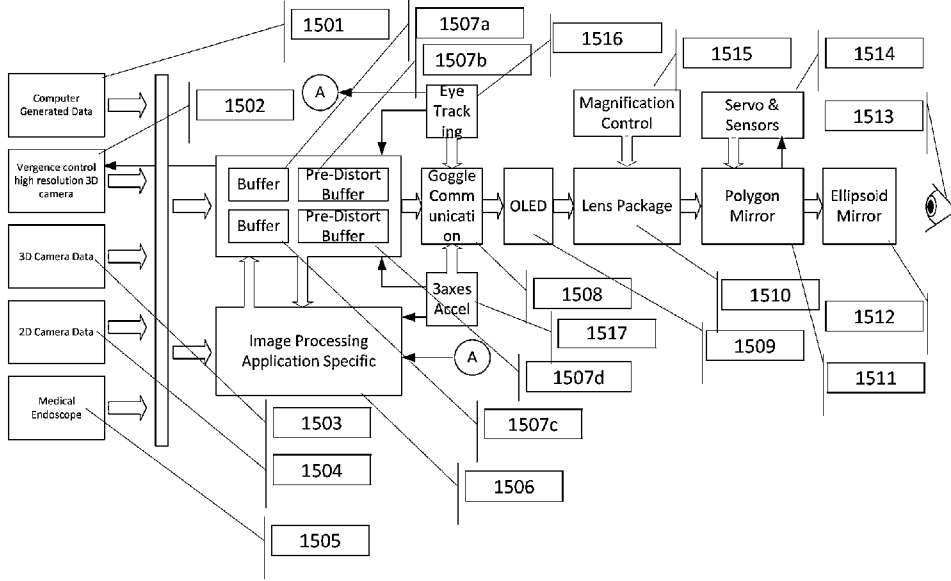 1501
1507a
1507b
1516
1515
1514
1513
Computer
Generated Data
1502
A
Eye
Track
ing
Magnification
Control
Servo &
Sensors
Vergence control
high resolution 3D
camera
Buffer
Pre-Distort
Buffer
Buffer
Pre-Distort
Buffer
Goggle
Com
municati
on
OLED
Lens Package
Polygon
Mirror
Ellipsoid
Mirror
3D Camera Data
3axes
Accel
1508
1510
1512
2D Camera Data
Image Processing
Application Specific
A
1517
1509
1507d
1511
Medical
Endoscope
1503
1507c
1504
1506
1505